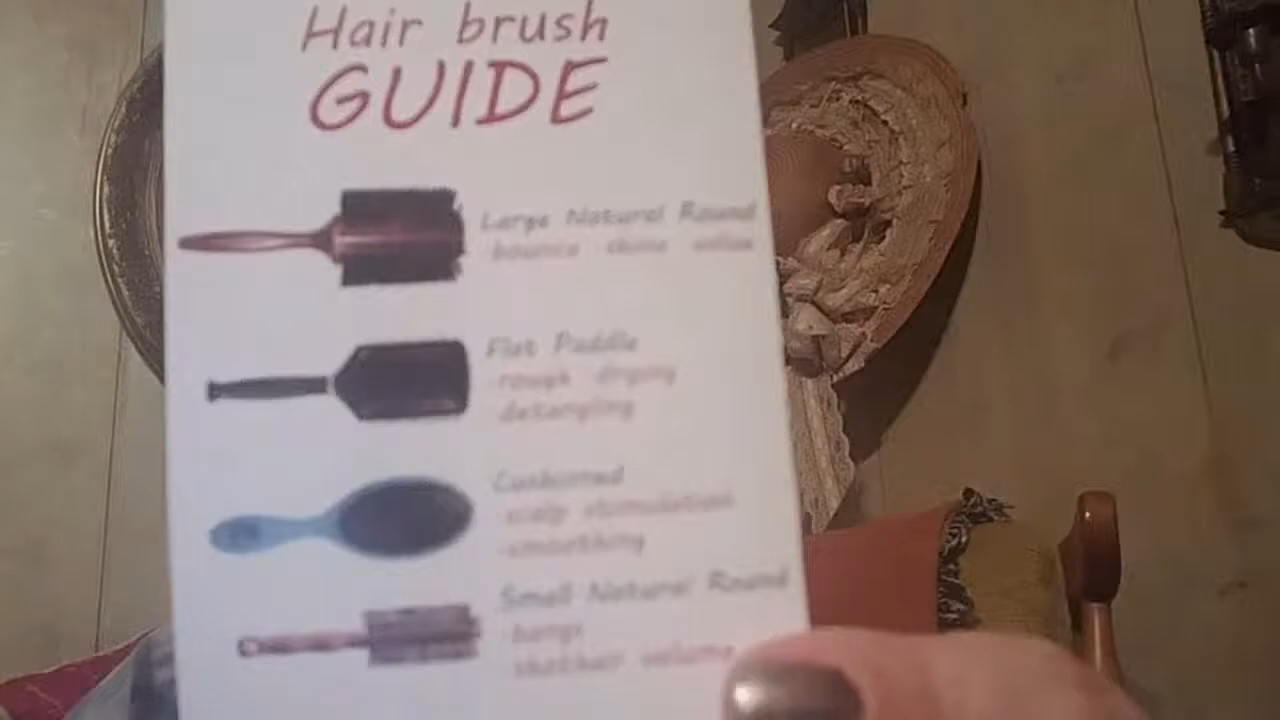 Hair brush
GUIDE
Large Natural Round
bounce shine
Flat Paddle
-rough drying
-detangling
Cushioned
-scalp stimulation
-smoothing
Small Natural Round
-bangs